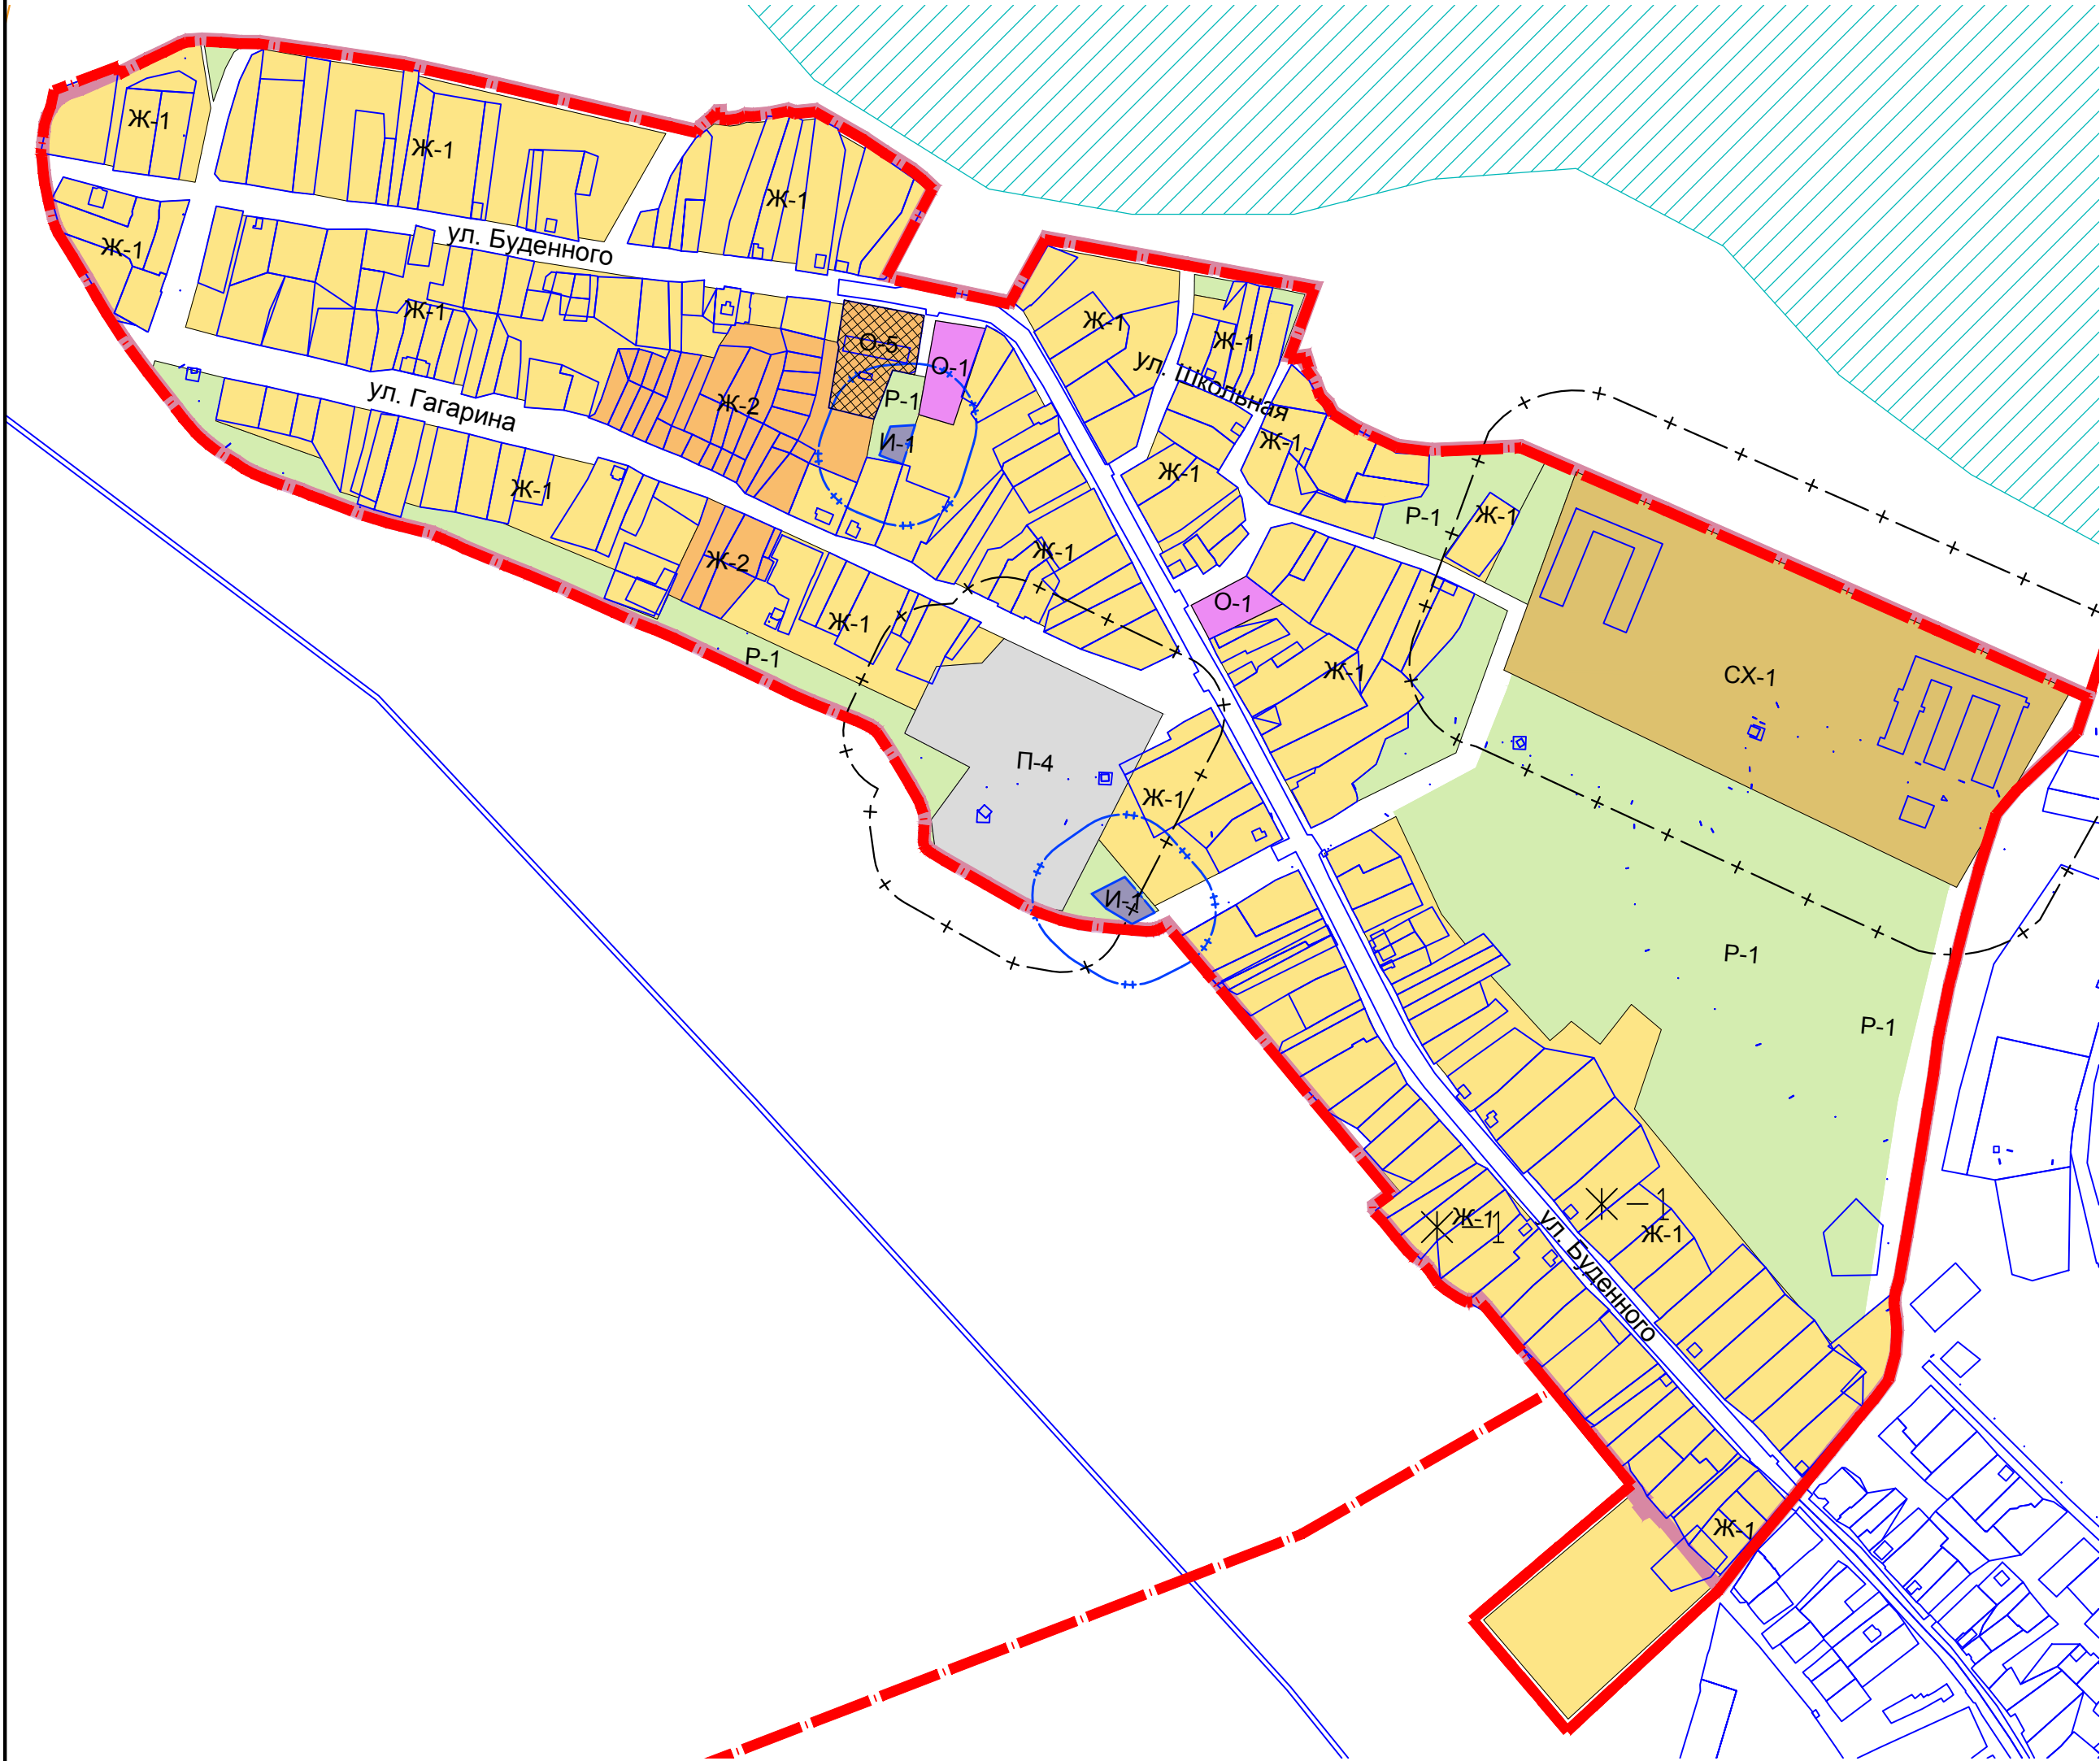 Ж-1
Ж-1
Ж-1
Ж-1
ул. Буденного
Ж-1
Ж-1
Ж-1
О-5
ул. Школьная
О-1
ул. Гагарина
Ж-2
Р-1
И-1
Ж-1
Ж-1
Ж-1
Р-1
Ж-1
Ж-1
Ж-2
О-1
Ж-1
Р-1
Ж-1
СХ-1
П-4
Ж-1
И-1
Р-1
Р-1
Ж-1
Ж-1
Ж-1
Ж-1
ул. Буденного
Ж-1